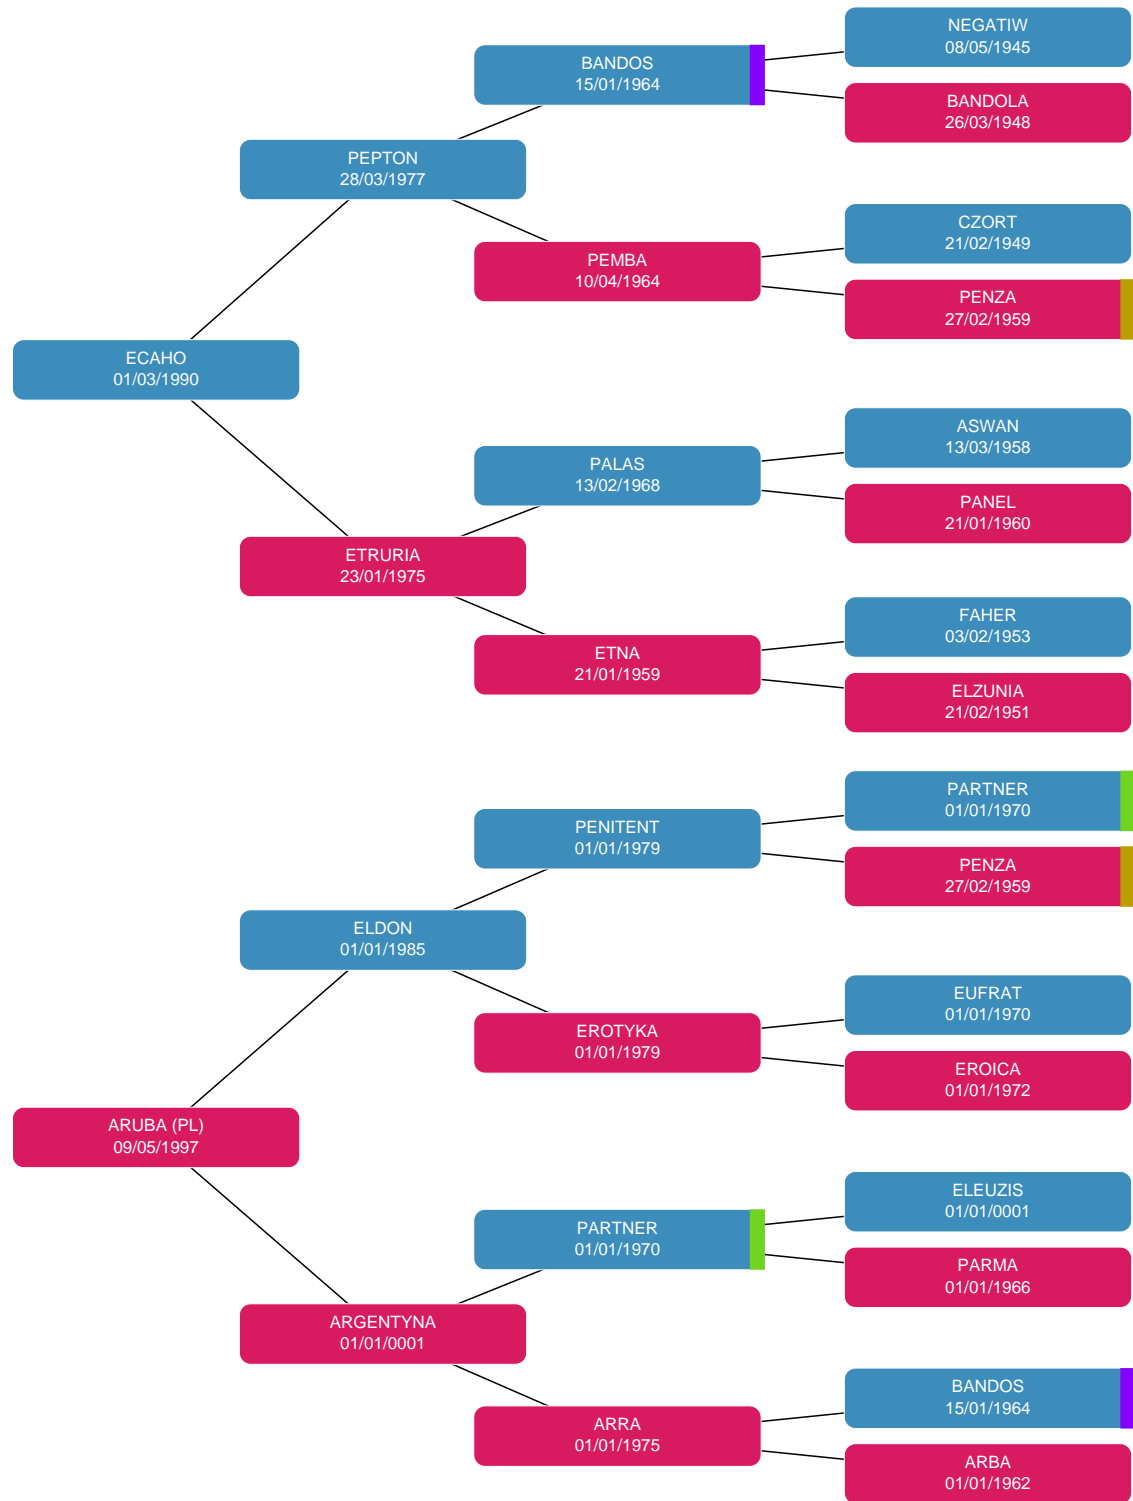 NEGATIW
08/05/1945
BANDOS
15/01/1964
BANDOLA
26/03/1948
PEPTON
28/03/1977
CZORT
21/02/1949
PEMBA
10/04/1964
PENZA
27/02/1959
ECAHO
01/03/1990
ASWAN
13/03/1958
PALAS
13/02/1968
PANEL
21/01/1960
ETRURIA
23/01/1975
FAHER
03/02/1953
ETNA
21/01/1959
ELZUNIA
21/02/1951
PARTNER
01/01/1970
PENITENT
01/01/1979
PENZA
27/02/1959
ELDON
01/01/1985
EUFRAT
01/01/1970
EROTYKA
01/01/1979
EROICA
01/01/1972
ARUBA (PL)
09/05/1997
ELEUZIS
01/01/0001
PARTNER
01/01/1970
PARMA
01/01/1966
ARGENTYNA
01/01/0001
BANDOS
15/01/1964
ARRA
01/01/1975
ARBA
01/01/1962